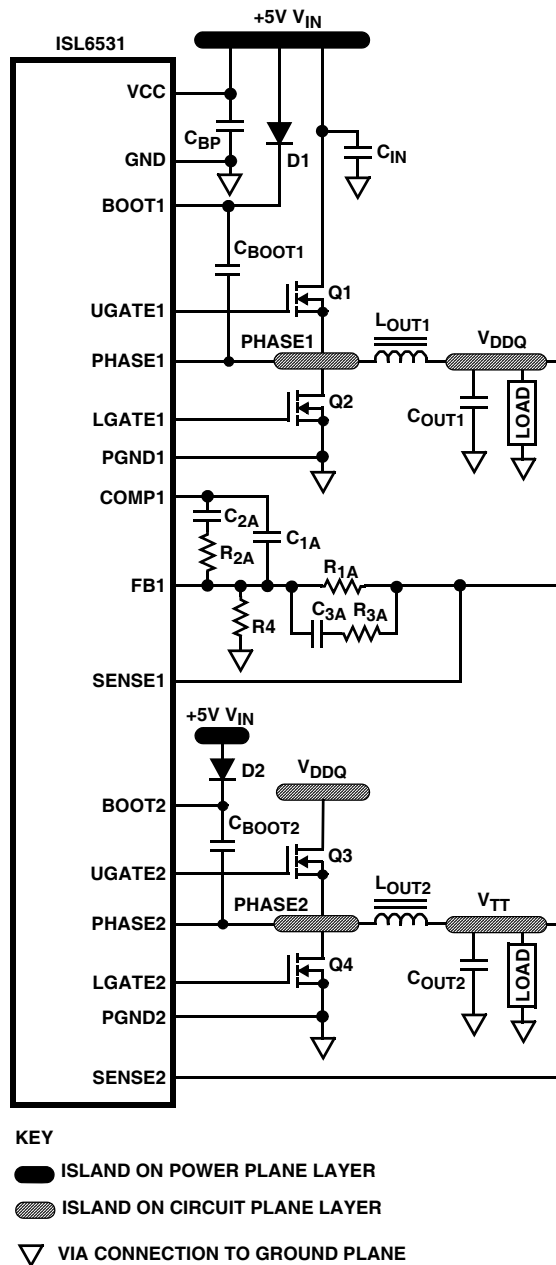 +5V VIN
ISL6531
VCC
CBP
GND
D1
CIN
BOOT1
CBOOT1
UGATE1
Q1
PHASE1
PHASE1
LOUT1
VDDQ
LGATE1
Q2
COUT1
LOAD
PGND1
COMP1
C2A
C1A
R2A
FB1
R1A
R4
C3A
R3A
SENSE1
+5V VIN
D2
VDDQ
BOOT2
CBOOT2
UGATE2
Q3
PHASE2
PHASE2
LOUT2
VTT
LGATE2
Q4
COUT2
LOAD
PGND2
SENSE2
KEY
ISLAND ON POWER PLANE LAYER
ISLAND ON CIRCUIT PLANE LAYER
VIA CONNECTION TO GROUND PLANE